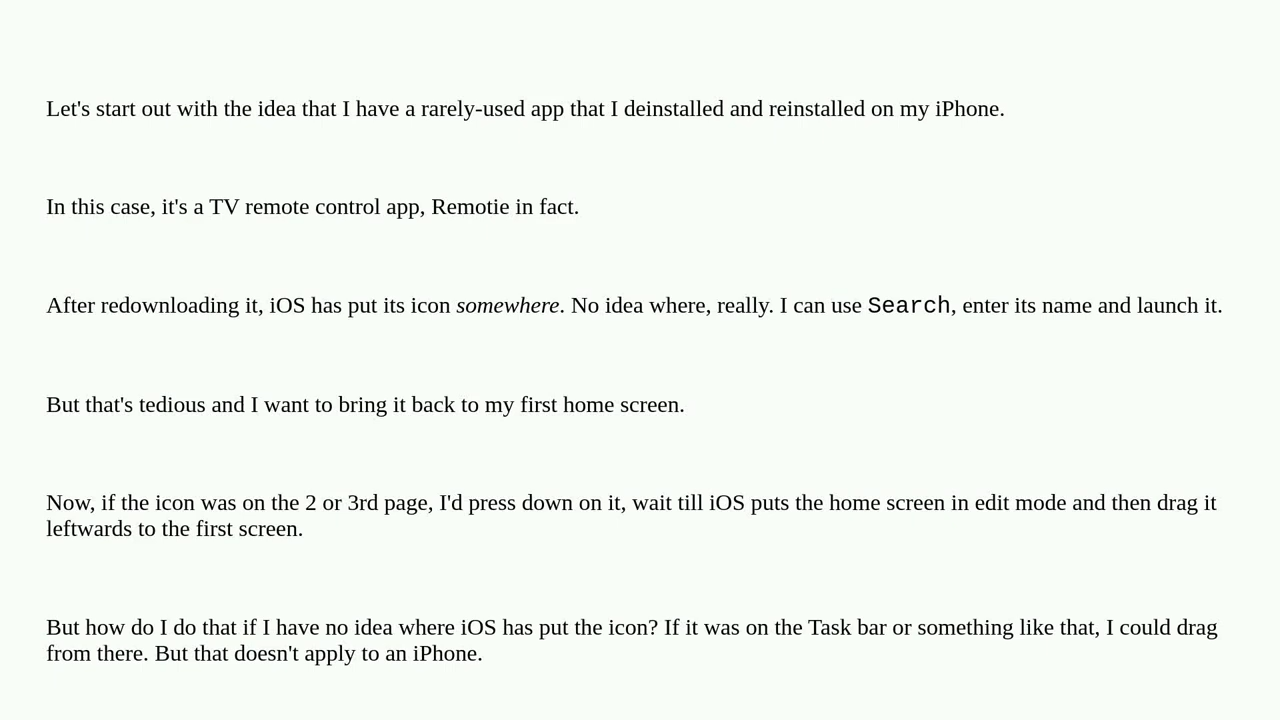 Let's start out with the idea that I have a rarely-used app that I deinstalled and reinstalled on my iPhone.
In this case, it's a TV remote control app, Remotie in fact.
After redownloading it, iOS has put its icon somewhere. No idea where, really. I can use Search, enter its name and launch it.
But that's tedious and I want to bring it back to my first home screen.
Now, if the icon was on the 2 or 3rd page, I'd press down on it, wait till iOS puts the home screen in edit mode and then drag it
leftwards to the first screen.
But how do I do that if I have no idea where iOS has put the icon? If it was on the Task bar or something like that, I could drag
from there. But that doesn't apply to an iPhone.